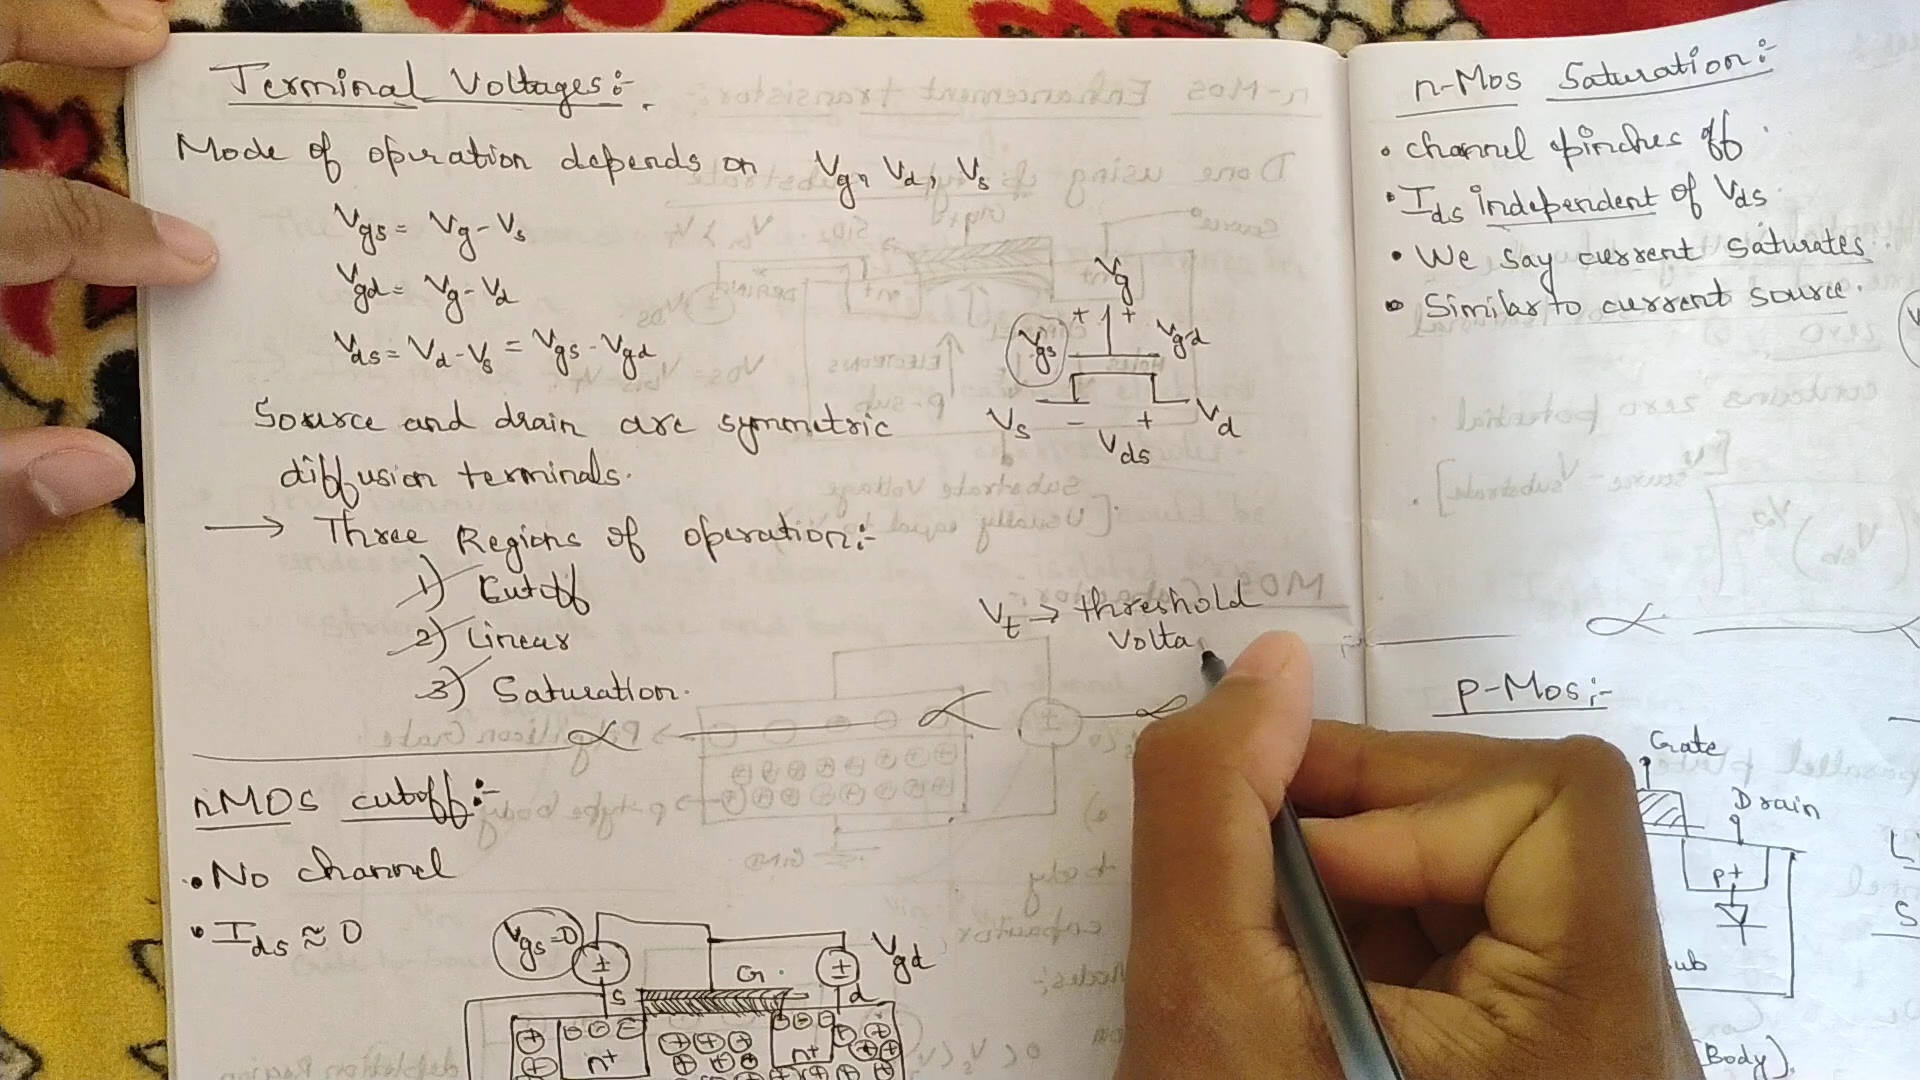 Terminal Voltages:-
Mode of operation depends on Vg, Vd, Vs
Vgs = Vg - Vs
Vgd = Vg - Vd
Vds = Vd - Vs = Vgs - Vgd
Source and drain are symmetric
diffusion terminals.
→ Three Regions of operation:-
1) Cutoff
2) Linear
3) Saturation.
Vg
+ +
Vgs Vgd
Vs - + Vd
Vds
Vt → threshold
Volta
nMOS cutoff:-
• No channel
• Ids ≈ 0
Vgs=0 ± G ± Vgd
s d
n+ n+
n-Mos Saturation:-
• channel pinches off
• Ids independent of Vds.
• We say current saturates.
• Similar to current source.
p-Mos:-
Gate
Drain
p+
ub
(Body).